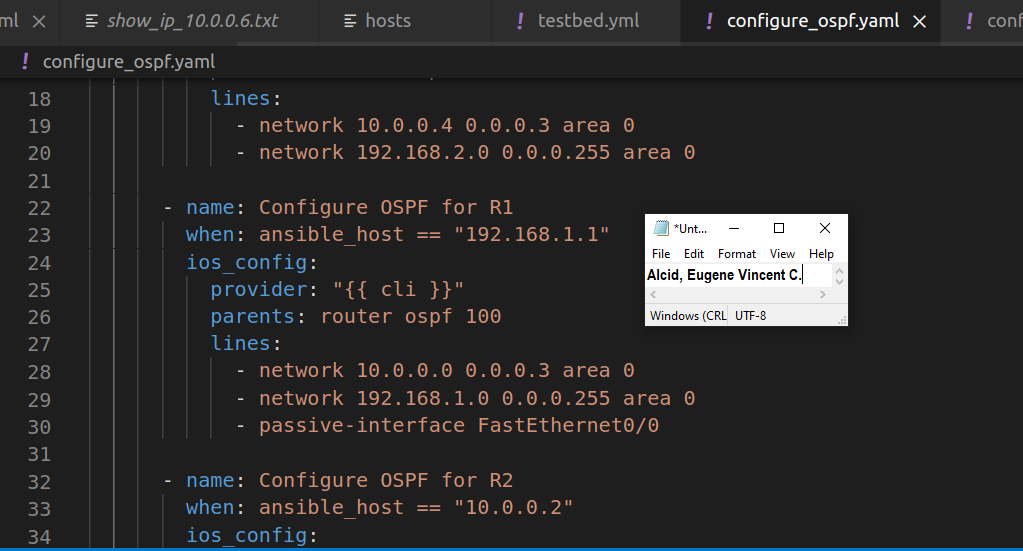 ml
show_ip_10.0.0.6.txt
hosts
testbed.yml
configure_ospf.yaml
conf
configure_ospf.yaml
18 lines:
19 - network 10.0.0.4 0.0.0.3 area 0
20 - network 192.168.2.0 0.0.0.255 area 0
21
22 - name: Configure OSPF for R1
23 when: ansible_host == "192.168.1.1"
24 ios_config:
25 provider: "{{ cli }}"
26 parents: router ospf 100
27 lines:
28 - network 10.0.0.0 0.0.0.3 area 0
29 - network 192.168.1.0 0.0.0.255 area 0
30 - passive-interface FastEthernet0/0
31
32 - name: Configure OSPF for R2
33 when: ansible_host == "10.0.0.2"
34 ios_config:
*Unt...
File Edit Format View Help
Alcid, Eugene Vincent C.
Windows (CRL UTF-8